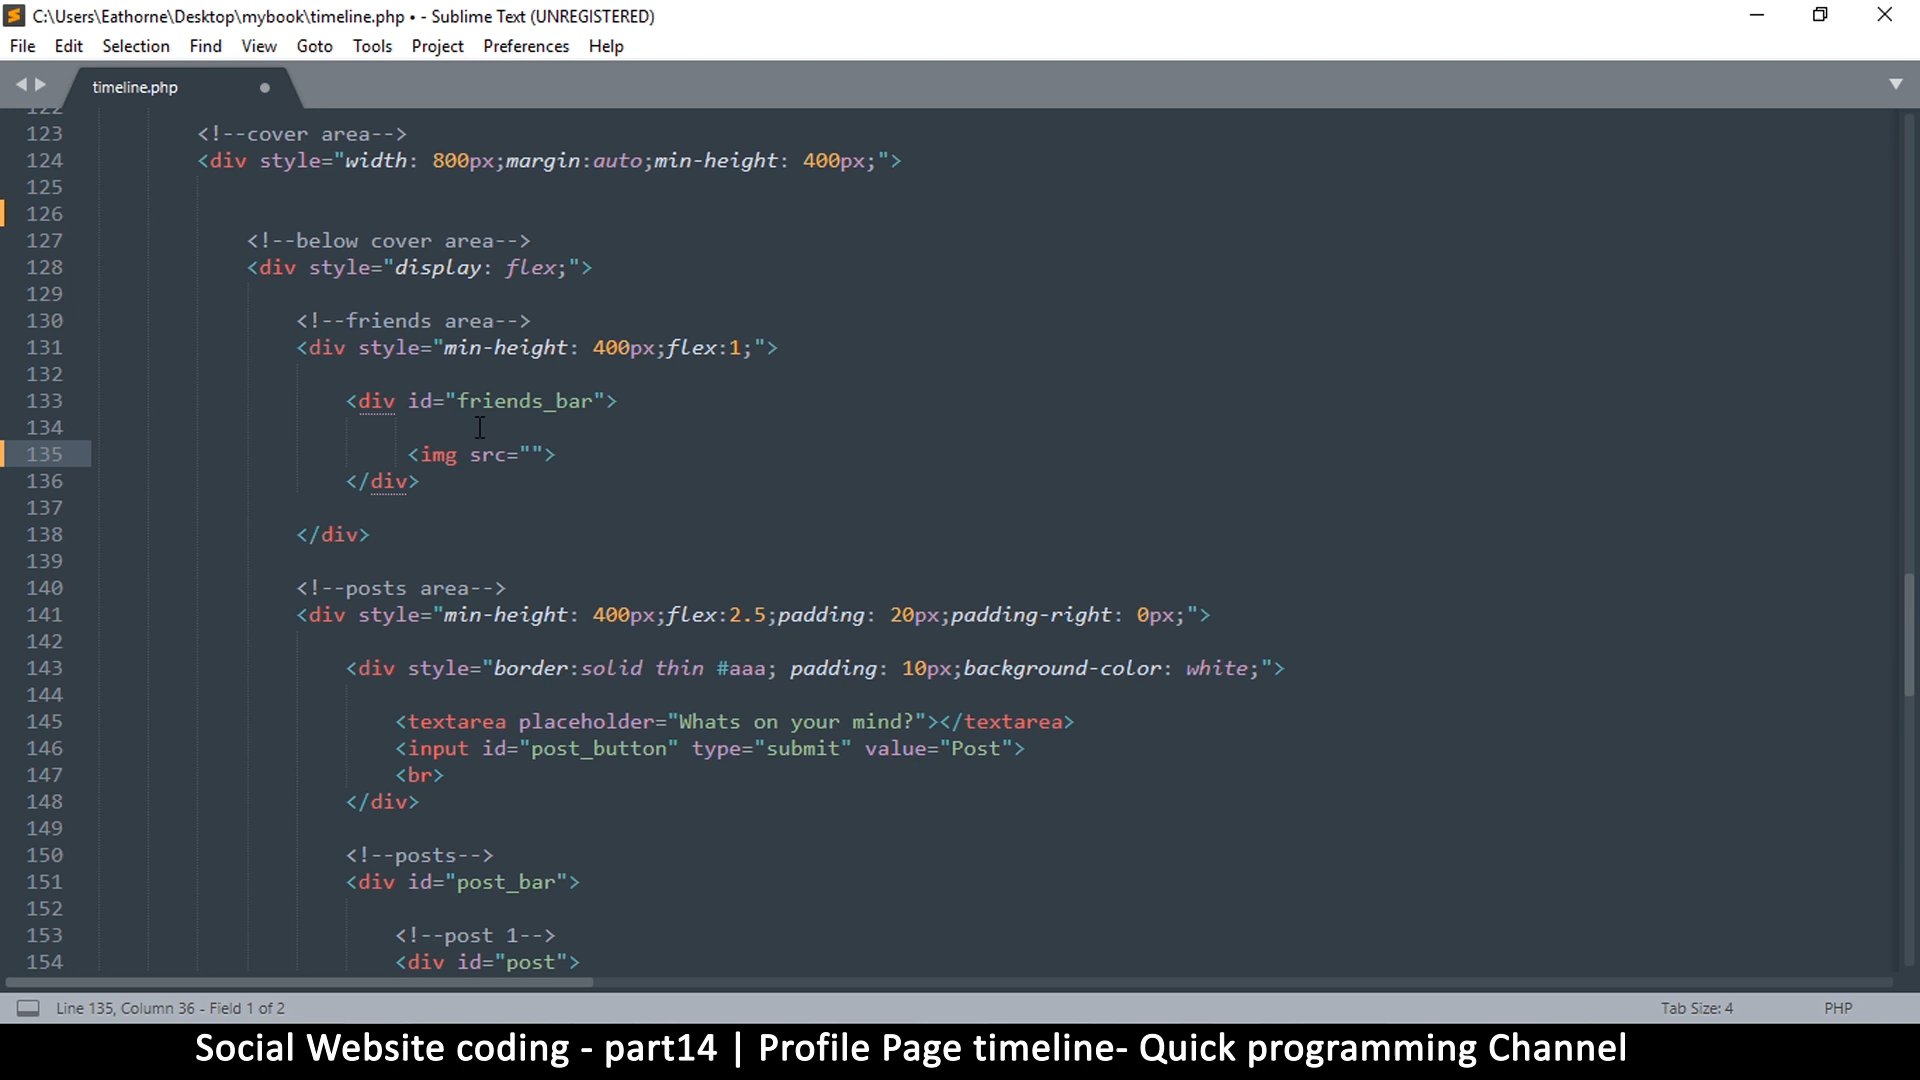 C:\Users\Eathorne\Desktop\mybook\timeline.php • - Sublime Text (UNREGISTERED)
File Edit Selection Find View Goto Tools Project Preferences Help
timeline.php
122
123 <!--cover area-->
124 <div style="width: 800px;margin:auto;min-height: 400px;">
125
126
127 <!--below cover area-->
128 <div style="display: flex;">
129
130 <!--friends area-->
131 <div style="min-height: 400px;flex:1;">
132
133 <div id="friends_bar">
134
135 <img src="">
136 </div>
137
138 </div>
139
140 <!--posts area-->
141 <div style="min-height: 400px;flex:2.5;padding: 20px;padding-right: 0px;">
142
143 <div style="border:solid thin #aaa; padding: 10px;background-color: white;">
144
145 <textarea placeholder="Whats on your mind?"></textarea>
146 <input id="post_button" type="submit" value="Post">
147 <br>
148 </div>
149
150 <!--posts-->
151 <div id="post_bar">
152
153 <!--post 1-->
154 <div id="post">
Line 135, Column 36 - Field 1 of 2 Tab Size: 4 PHP
Social Website coding - part14 | Profile Page timeline- Quick programming Channel